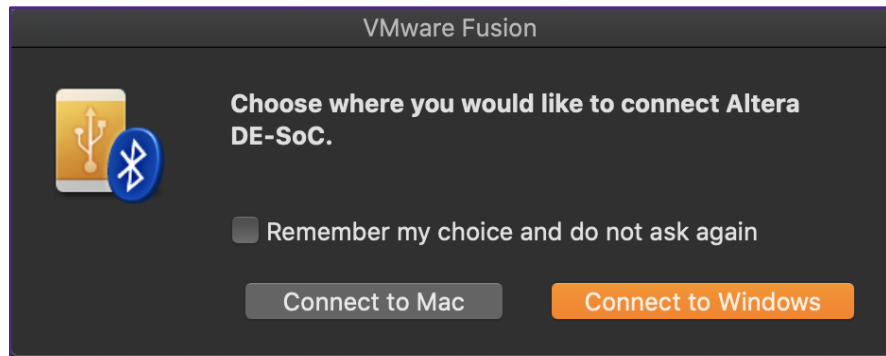 VMware Fusion
Choose where you would like to connect Altera
DE-SoC.
Remember my choice and do not ask again
Connect to Mac
Connect to Windows